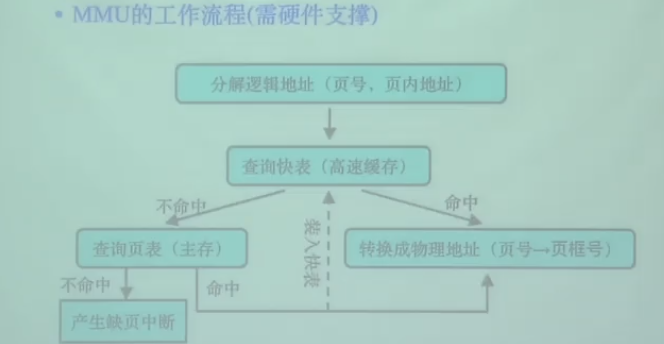 • MMU的工作流程(需硬件支撑)
分解逻辑地址（页号、页内地址）
查询快表（高速缓存）
不命中
命中
装入快表
查询页表（主存）
转换成物理地址（页号→页框号）
不命中
命中
产生缺页中断